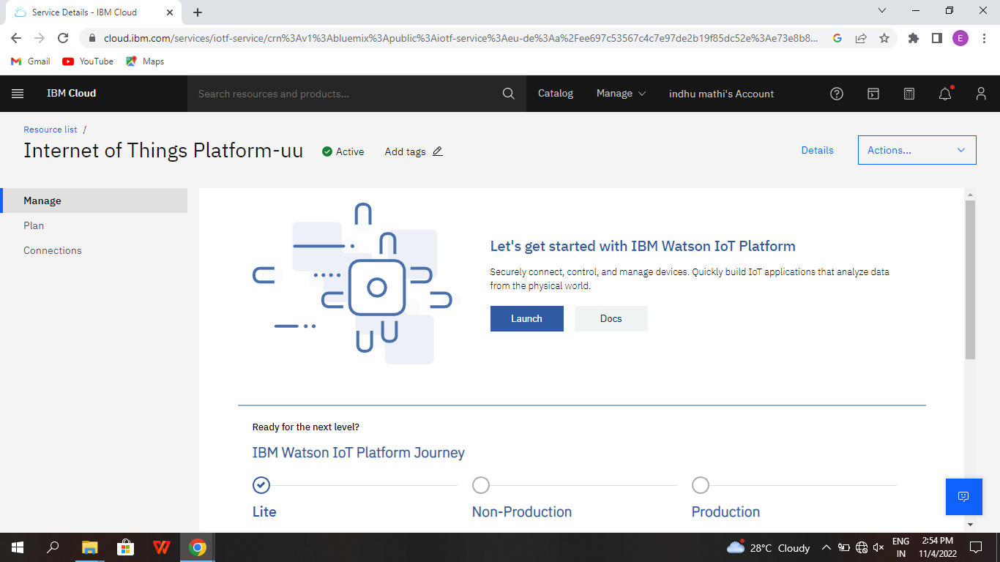 Service Details - IBM Cloud
cloud.ibm.com/services/iotf-service/crn%3Av1%3Abluemix%3Apublic%3Aiotf-service%3Aeu-de%3Aa%2Fee697c53567c4c7e97de2b19f85dc52e%3Ae73e8b8...
E
Gmail
YouTube
Maps
IBM Cloud
Search resources and products...
Catalog
Manage
indhu mathi's Account
Resource list /
Internet of Things Platform-uu
Active
Add tags
Details
Actions...
Manage
Plan
Connections
Let's get started with IBM Watson IoT Platform
Securely connect, control, and manage devices. Quickly build IoT applications that analyze data
from the physical world.
Launch
Docs
Ready for the next level?
IBM Watson IoT Platform Journey
Lite
Non-Production
Production
28°C Cloudy
ENG
IN
2:54 PM
11/4/2022